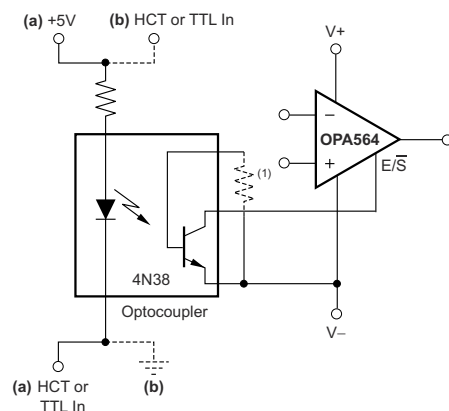 (a) +5V
(b) HCT or TTL In
V+
−
OPA564
+
E/S̅
(1)
4N38
Optocoupler
V−
(a) HCT or
TTL In
(b)